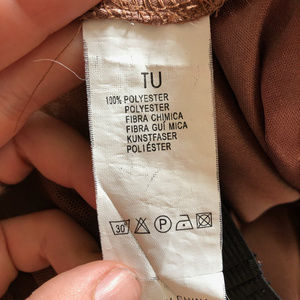 TU
100% POLYESTER
POLYESTER
FIBRA CHIMICA
FIBRA GUÍ MICA
KUNSTFASER
POLIÉSTER
30°
P